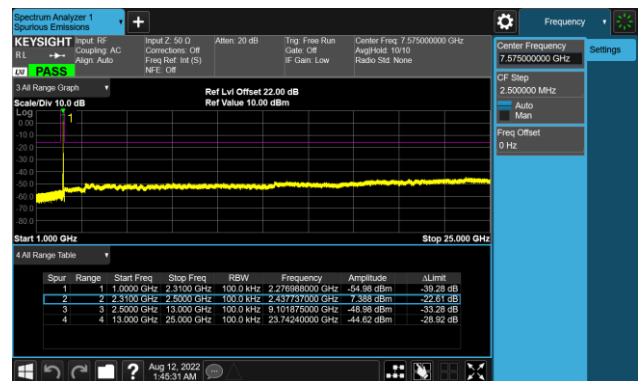 Spectrum Analyzer 1
Spurious Emissions
Frequency
KEYSIGHT
Input: RF
Coupling: AC
Align: Auto
Input Z: 50 Ω
Corrections: Off
Freq Ref: Int (S)
NFE: Off
Atten: 20 dB
Trig: Free Run
Gate: Off
IF Gain: Low
Center Freq: 7.575000000 GHz
Avg|Hold: 10/10
Radio Std: None
RL
LXI
PASS
Center Frequency
7.575000000 GHz
Settings
CF Step
2.500000 MHz
Auto
Man
Freq Offset
0 Hz
3 All Range Graph
Ref Lvl Offset 22.00 dB
Scale/Div 10.0 dB
Ref Value 10.00 dBm
Log
1
0.00
-10.0
-20.0
-30.0
-40.0
-50.0
-60.0
-70.0
-80.0
Start 1.000 GHz
Stop 25.000 GHz
4 All Range Table
Spur Range Start Freq Stop Freq RBW Frequency Amplitude ΔLimit
1 1 1.0000 GHz 2.3100 GHz 100.0 kHz 2.276988000 GHz -54.98 dBm -39.28 dB
2 2 2.3100 GHz 2.5000 GHz 100.0 kHz 2.437737000 GHz 7.388 dBm -22.61 dB
3 3 2.5000 GHz 13.000 GHz 100.0 kHz 9.101875000 GHz -48.98 dBm -33.28 dB
4 4 13.000 GHz 25.000 GHz 100.0 kHz 23.74240000 GHz -44.62 dBm -28.92 dB
?
Aug 12, 2022
1:45:31 AM